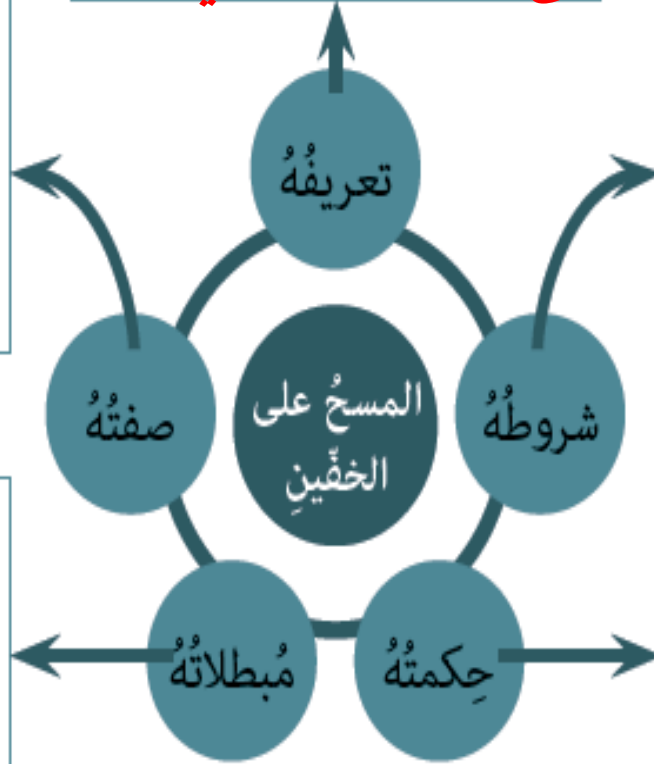 تعريفُهُ
شروطُهُ
المسحُ على
الخفّينِ
صفتُهُ
حِكمتُهُ
مُبطلاتُهُ